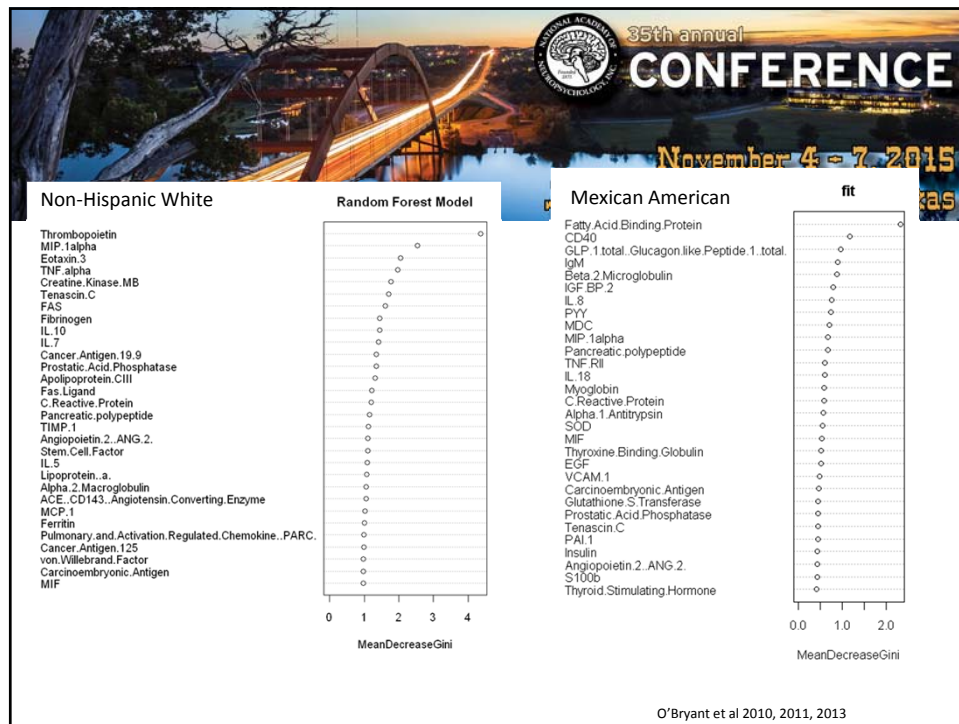 NATIONAL ACADEMY OF
NEUROPSYCHOLOGY, INC
Founded
1975
35th annual
CONFERENCE
November 4 - 7, 2015
xas
Non-Hispanic White
Random Forest Model
Thrombopoietin
MIP.1alpha
Eotaxin.3
TNF.alpha
Creatine.Kinase.MB
Tenascin.C
FAS
Fibrinogen
IL.10
IL.7
Cancer.Antigen.19.9
Prostatic.Acid.Phosphatase
Apolipoprotein.CIII
Fas.Ligand
C.Reactive.Protein
Pancreatic.polypeptide
TIMP.1
Angiopoietin.2..ANG.2.
Stem.Cell.Factor
IL.5
Lipoprotein..a.
Alpha.2.Macroglobulin
ACE..CD143..Angiotensin.Converting.Enzyme
MCP.1
Ferritin
Pulmonary.and.Activation.Regulated.Chemokine..PARC.
Cancer.Antigen.125
von.Willebrand.Factor
Carcinoembryonic.Antigen
MIF
0 1 2 3 4
MeanDecreaseGini
Mexican American
fit
Fatty.Acid.Binding.Protein
CD40
GLP.1.total..Glucagon.like.Peptide.1..total.
IgM
Beta.2.Microglobulin
IGF.BP.2
IL.8
PYY
MDC
MIP.1alpha
Pancreatic.polypeptide
TNF.RII
IL.18
Myoglobin
C.Reactive.Protein
Alpha.1.Antitrypsin
SOD
MIF
Thyroxine.Binding.Globulin
EGF
VCAM.1
Carcinoembryonic.Antigen
Glutathione.S.Transferase
Prostatic.Acid.Phosphatase
Tenascin.C
PAI.1
Insulin
Angiopoietin.2..ANG.2.
S100b
Thyroid.Stimulating.Hormone
0.0 1.0 2.0
MeanDecreaseGini
O'Bryant et al 2010, 2011, 2013